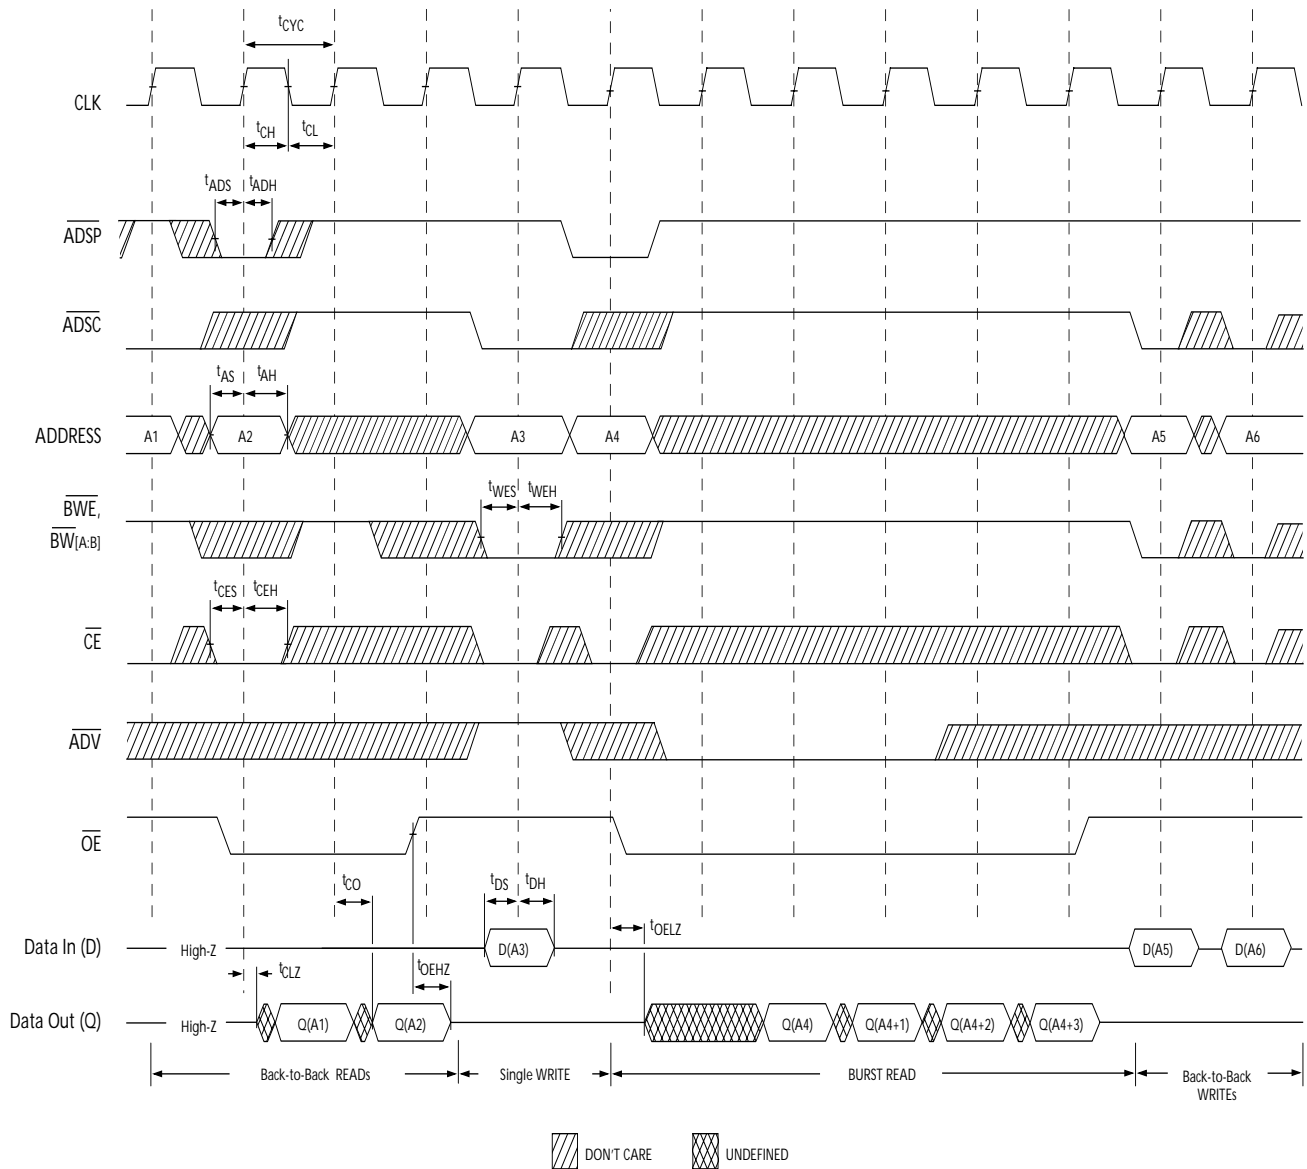 tCYC
CLK
tCH
tCL
tADS
tADH
ADSP
ADSC
tAS
tAH
ADDRESS
A1
A2
A3
A4
A5
A6
tWES
tWEH
BWE,
BW[A:B]
tCES
tCEH
CE
ADV
OE
tCO
tDS
tDH
tOELZ
Data In (D)
High-Z
D(A3)
D(A5)
D(A6)
tCLZ
tOEHZ
Data Out (Q)
High-Z
Q(A1)
Q(A2)
Q(A4)
Q(A4+1)
Q(A4+2)
Q(A4+3)
Back-to-Back READs
Single WRITE
BURST READ
Back-to-Back
WRITEs
DON'T CARE
UNDEFINED